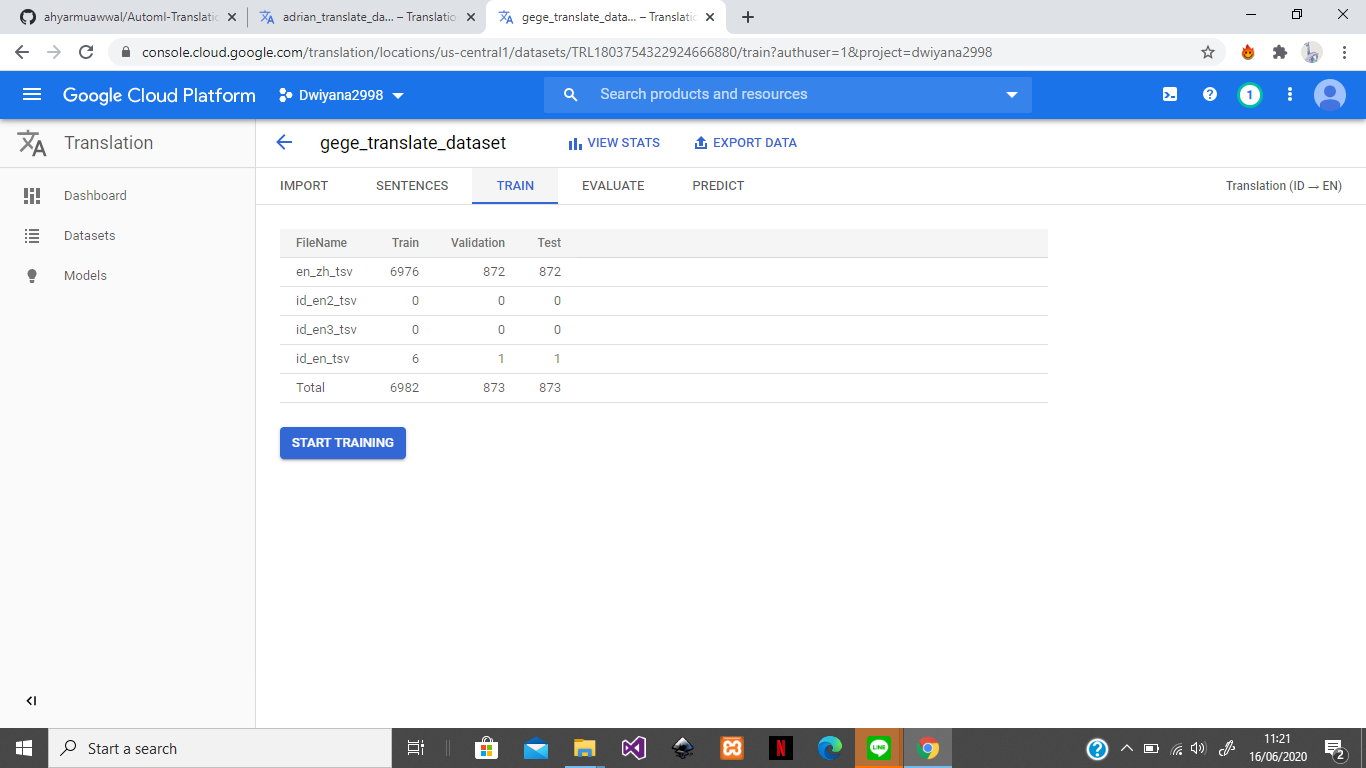 ahyarmuawwal/Automl-Translatio
adrian_translate_da... – Translatio
gege_translate_data... – Translatio
console.cloud.google.com/translation/locations/us-central1/datasets/TRL1803754322924666880/train?authuser=1&project=dwiyana2998
Google Cloud Platform
Dwiyana2998
Search products and resources
1
Translation
gege_translate_dataset
VIEW STATS
EXPORT DATA
Dashboard
Datasets
Models
IMPORT
SENTENCES
TRAIN
EVALUATE
PREDICT
Translation (ID → EN)
FileName Train Validation Test
en_zh_tsv 6976 872 872
id_en2_tsv 0 0 0
id_en3_tsv 0 0 0
id_en_tsv 6 1 1
Total 6982 873 873
START TRAINING
Start a search
LINE
11:21
16/06/2020
2